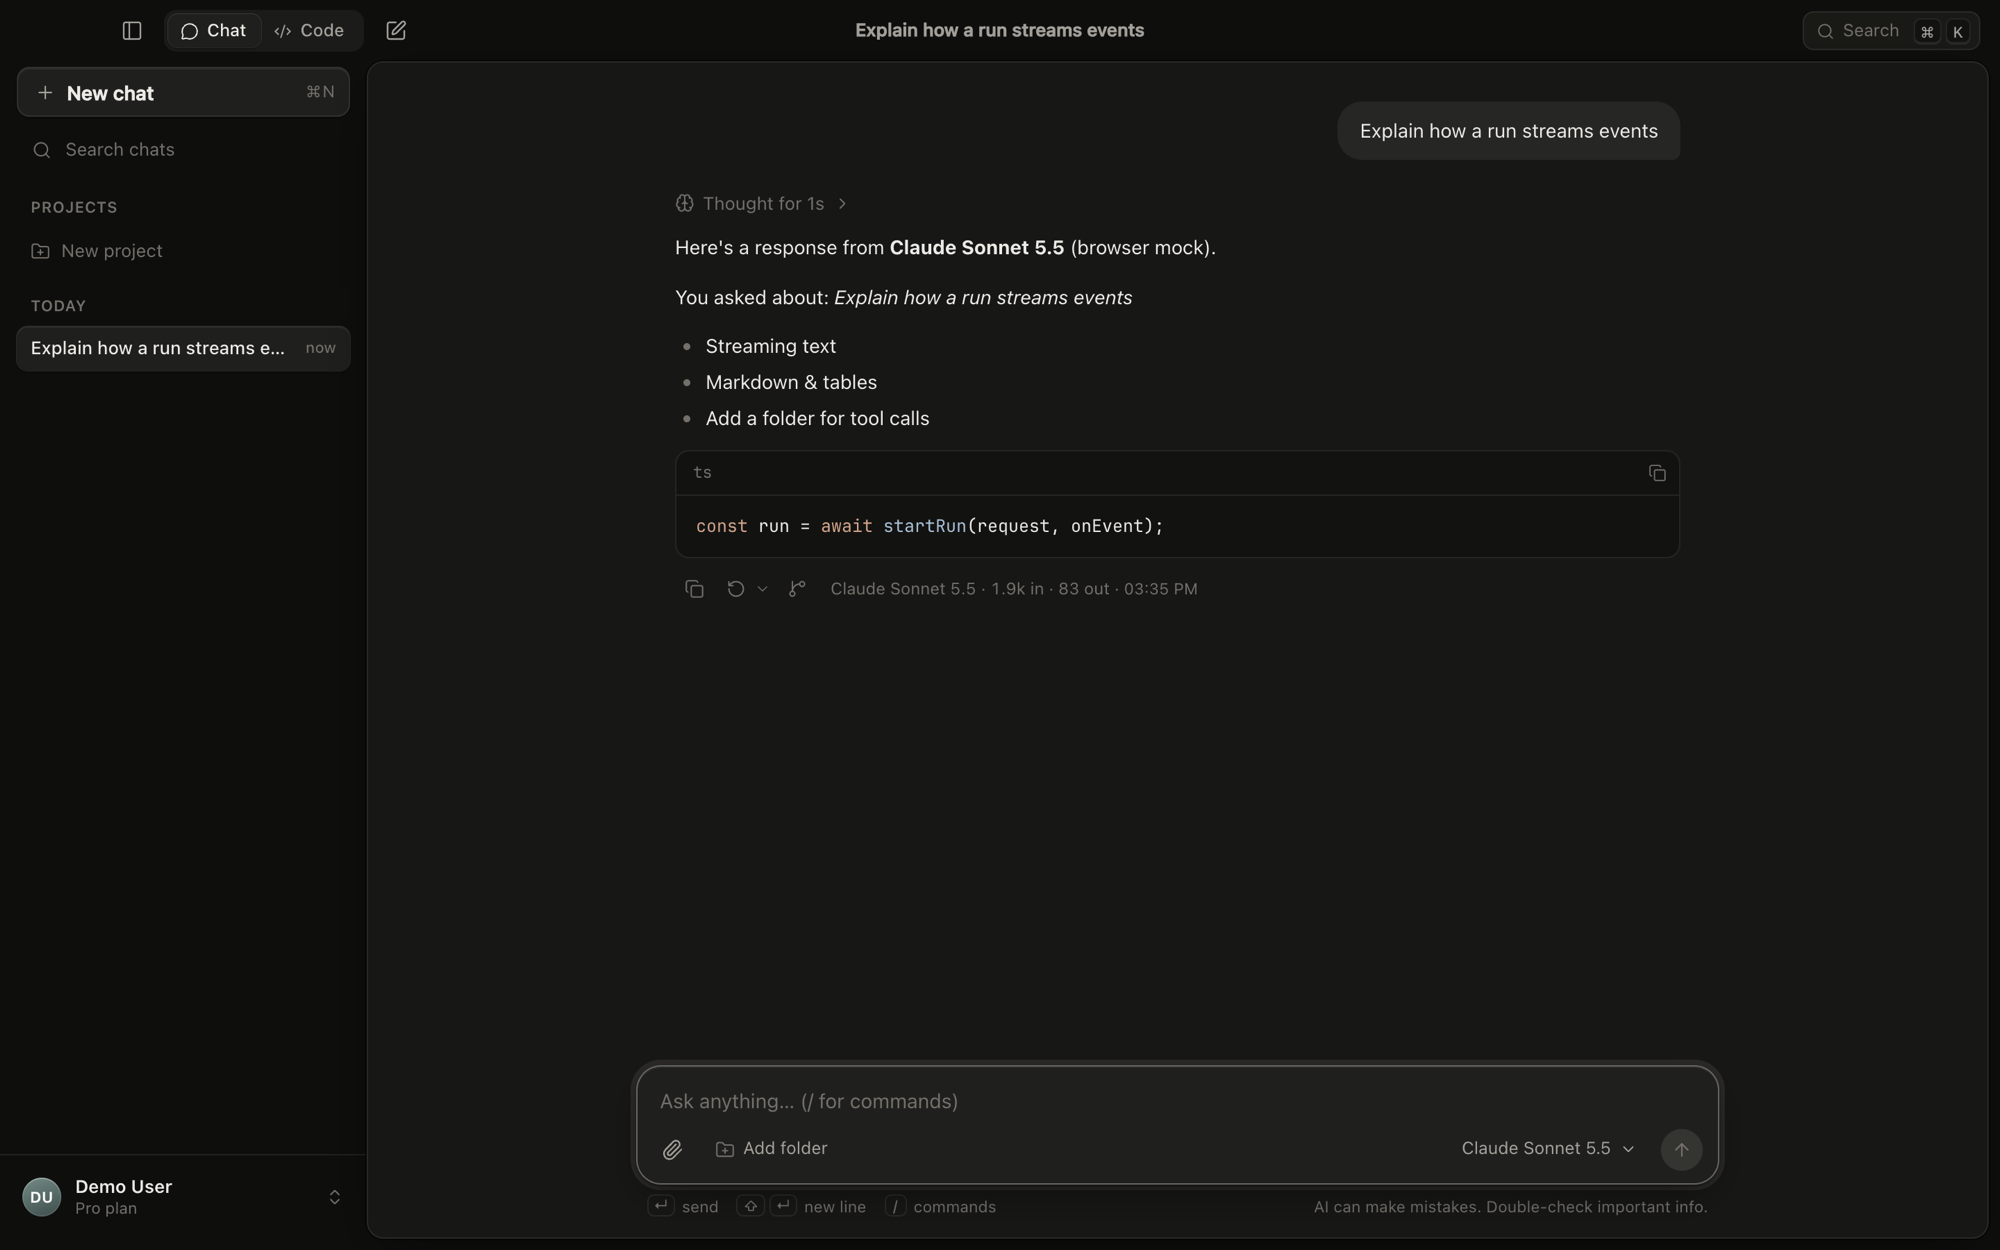 Chat
Code
Explain how a run streams events
Search ⌘ K
New chat ⌘N
Search chats
PROJECTS
New project
TODAY
Explain how a run streams e... now
Explain how a run streams events
Thought for 1s
Here's a response from Claude Sonnet 5.5 (browser mock).
You asked about: Explain how a run streams events
Streaming text
Markdown & tables
Add a folder for tool calls
ts
const run = await startRun(request, onEvent);
Claude Sonnet 5.5 · 1.9k in · 83 out · 03:35 PM
Ask anything... (/ for commands)
Add folder
Claude Sonnet 5.5
send new line / commands
AI can make mistakes. Double-check important info.
DU
Demo User
Pro plan